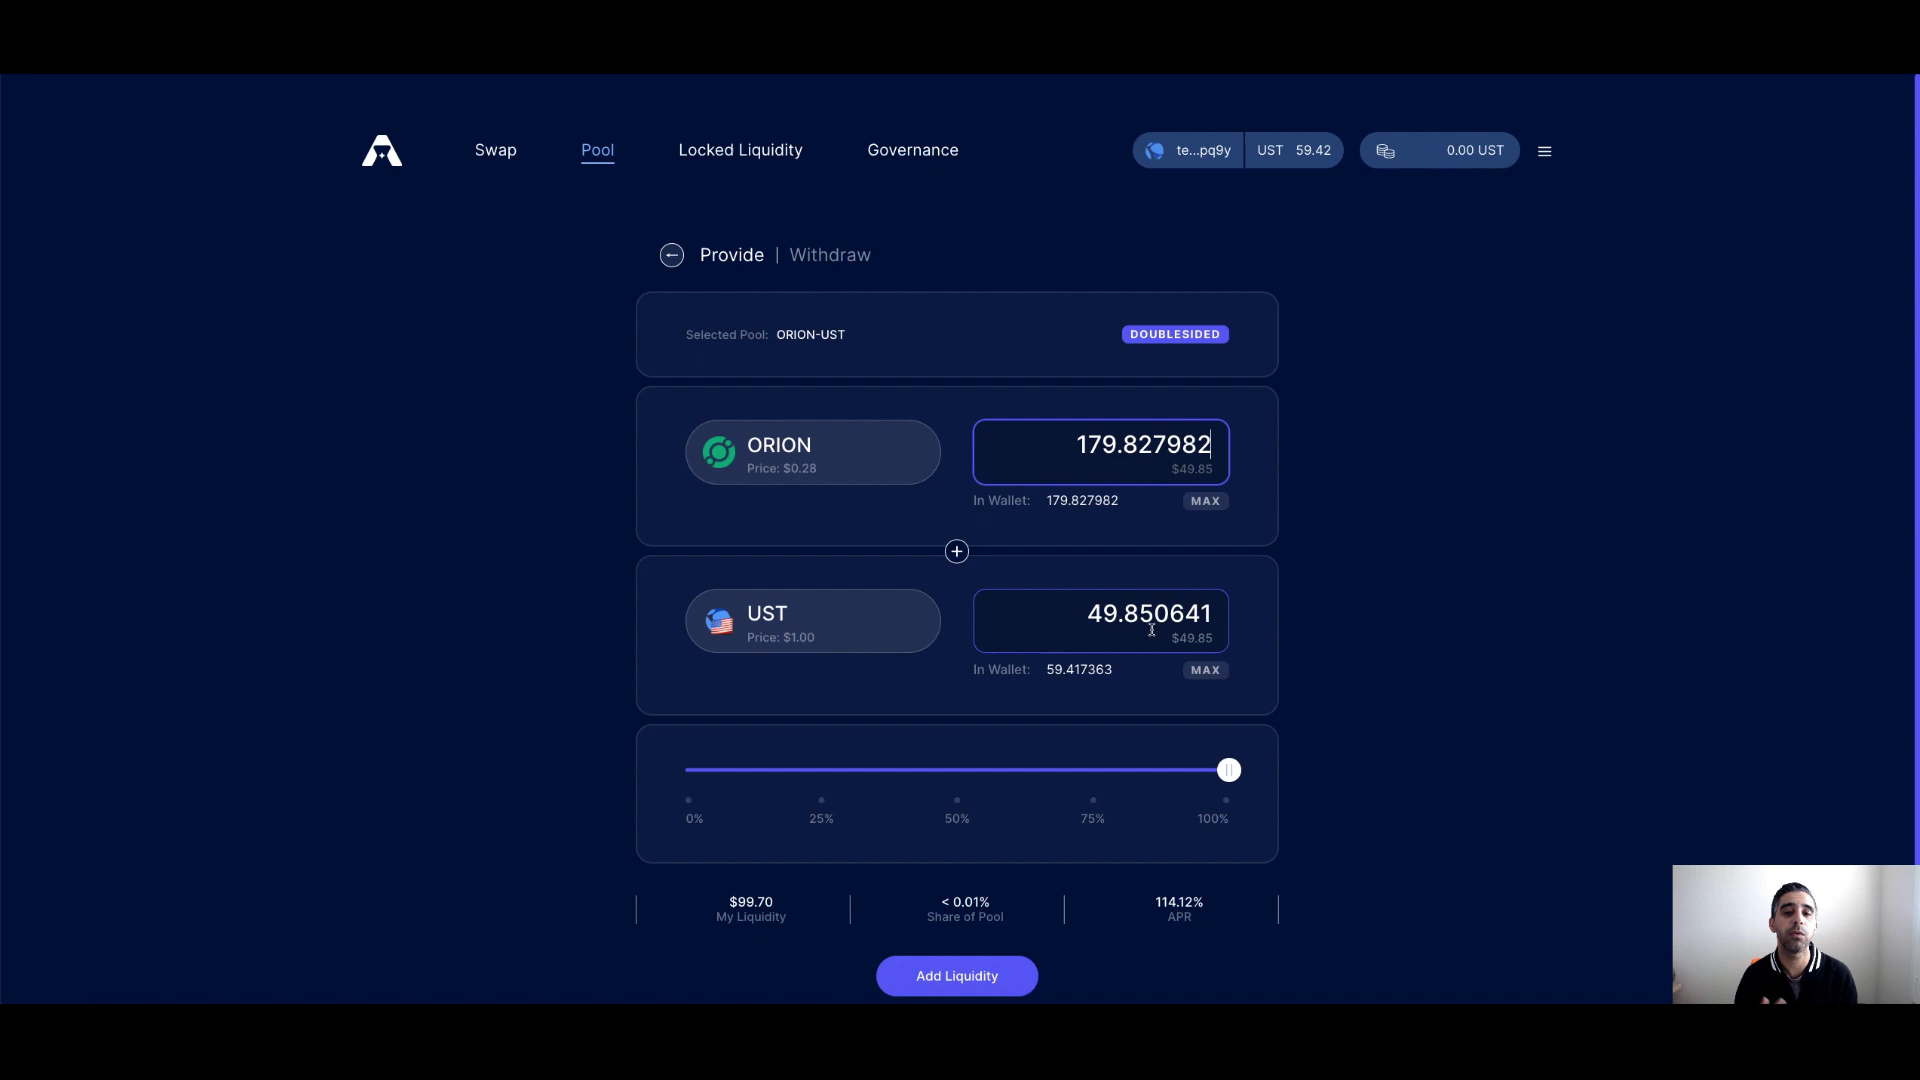 Swap Pool Locked Liquidity Governance te...pq9y UST 59.42 0.00 UST
Provide | Withdraw
Selected Pool: ORION-UST DOUBLESIDED
ORION 179.827982
Price: $0.28 $49.85
In Wallet: 179.827982 MAX
UST 49.850641
Price: $1.00 $49.85
In Wallet: 59.417363 MAX
0% 25% 50% 75% 100%
$99.70 < 0.01% 114.12%
My Liquidity Share of Pool APR
Add Liquidity